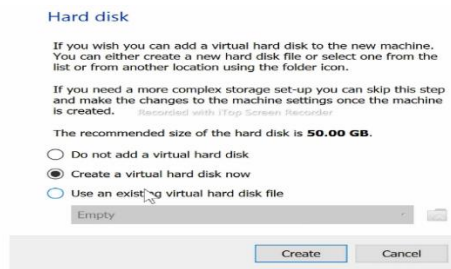 Hard disk
If you wish you can add a virtual hard disk to the new machine.
You can either create a new hard disk file or select one from the
list or from another location using the folder icon.
If you need a more complex storage set-up you can skip this step
and make the changes to the machine settings once the machine
is created.
Recorded with iTop Screen Recorder
The recommended size of the hard disk is 50.00 GB.
Do not add a virtual hard disk
Create a virtual hard disk now
Use an existing virtual hard disk file
Empty
Create Cancel